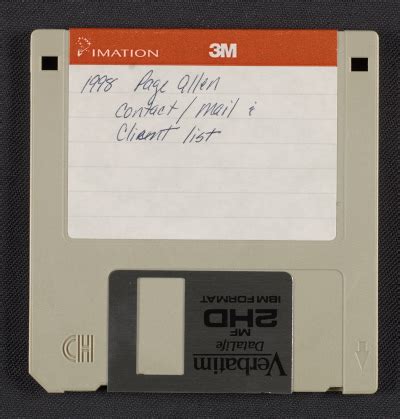 IMATION 3M
1998 Page Allen
Contact / Mail &
Client list
IBM FORMAT
2HD
MF
DataLife
Verbatim